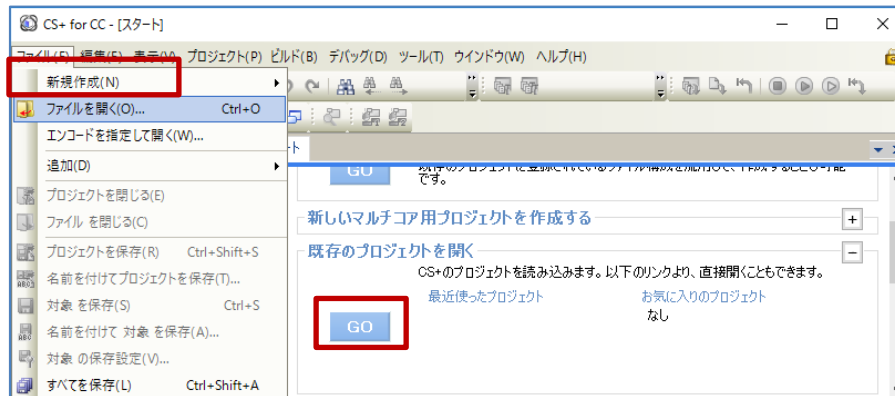 CS+ for CC - [スタート]
ファイル(F) 編集(E) 表示(V) プロジェクト(P) ビルド(B) デバッグ(D) ツール(T) ウインドウ(W) ヘルプ(H)
新規作成(N)
ファイルを開く(O)... Ctrl+O
エンコードを指定して開く(W)...
追加(D)
プロジェクトを閉じる(E)
ファイル を閉じる(C)
プロジェクトを保存(R) Ctrl+Shift+S
名前を付けてプロジェクトを保存(T)...
対象 を保存(S) Ctrl+S
名前を付けて 対象 を保存(A)...
対象 の保存設定(V)...
すべてを保存(L) Ctrl+Shift+A
ト
GO
です。
新しいマルチコア用プロジェクトを作成する
既存のプロジェクトを開く
CS+のプロジェクトを読み込みます。以下のリンクより、直接開くこともできます。
最近使ったプロジェクト お気に入りのプロジェクト
なし
GO